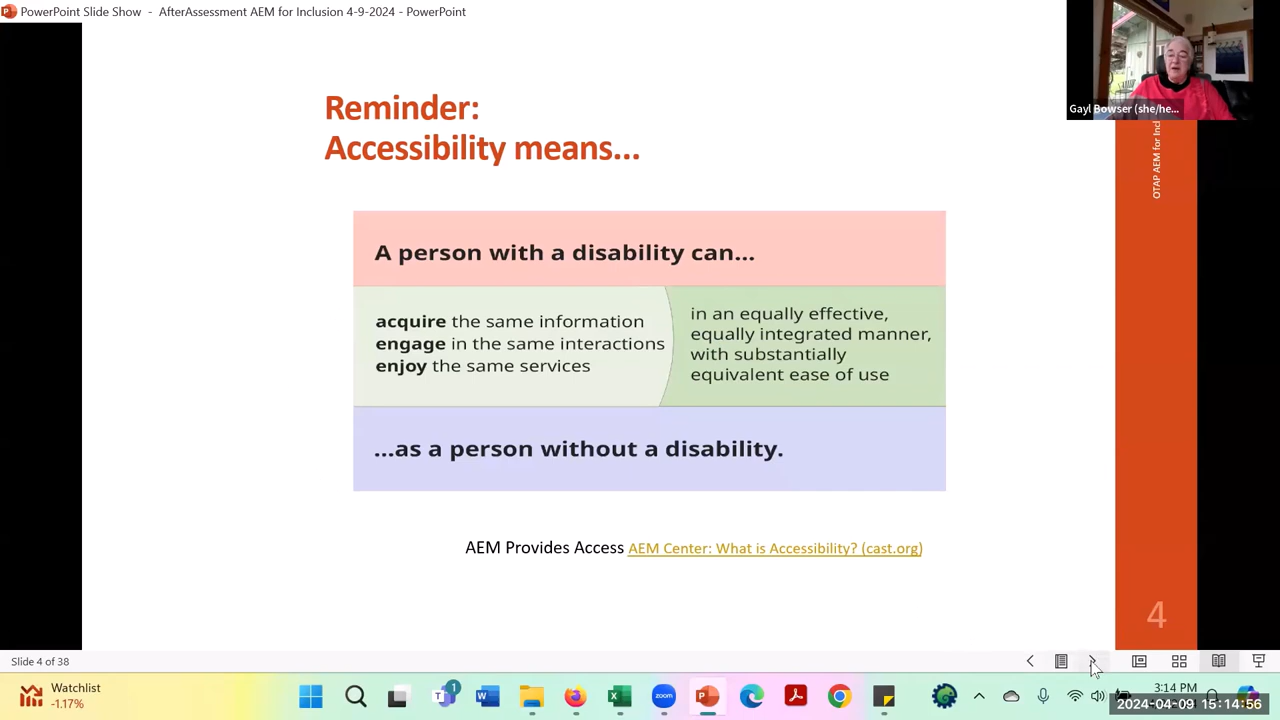 PowerPoint Slide Show - AfterAssessment AEM for Inclusion 4-9-2024 - PowerPoint
Gayl Bowser (she/he...
Reminder:
Accessibility means...
OTAP AEM for Incl
A person with a disability can...
acquire the same information
engage in the same interactions
enjoy the same services
in an equally effective,
equally integrated manner,
with substantially
equivalent ease of use
...as a person without a disability.
AEM Provides Access AEM Center: What is Accessibility? (cast.org)
4
Slide 4 of 38
Watchlist
-1.17%
1
zoom
3:14 PM
2024-04-09 15:14:56